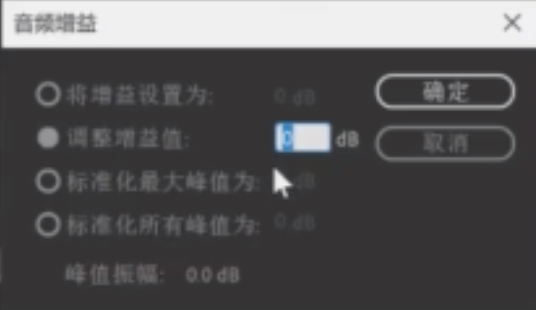 音频增益
将增益设置为: 0 dB
确定
调整增益值: 0 dB
取消
标准化最大峰值为: dB
标准化所有峰值为: 0 dB
峰值振幅: 0.0 dB